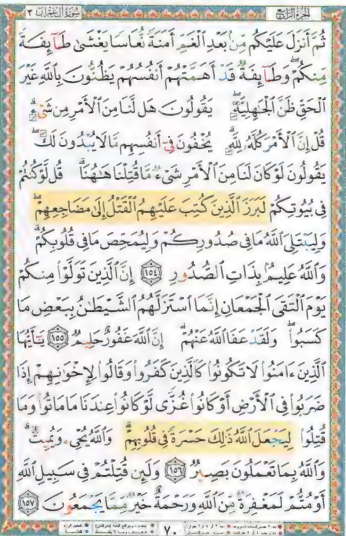 الجزء الرابع سورة آل عمران ٣
ثُمَّ أَنزَلَ عَلَيْكُم مِّنۢ بَعْدِ ٱلْغَمِّ أَمَنَةً نُّعَاسًا يَغْشَىٰ طَآئِفَةً
مِّنكُمْ ۖ وَطَآئِفَةٌ قَدْ أَهَمَّتْهُمْ أَنفُسُهُمْ يَظُنُّونَ بِٱللَّهِ غَيْرَ
ٱلْحَقِّ ظَنَّ ٱلْجَٰهِلِيَّةِ ۖ يَقُولُونَ هَل لَّنَا مِنَ ٱلْأَمْرِ مِن شَىْءٍ ۗ
قُلْ إِنَّ ٱلْأَمْرَ كُلَّهُۥ لِلَّهِ ۗ يُخْفُونَ فِىٓ أَنفُسِهِم مَّا لَا يُبْدُونَ لَكَ ۖ
يَقُولُونَ لَوْ كَانَ لَنَا مِنَ ٱلْأَمْرِ شَىْءٌ مَّا قُتِلْنَا هَٰهُنَا ۗ قُل لَّوْ كُنتُمْ
فِى بُيُوتِكُمْ لَبَرَزَ ٱلَّذِينَ كُتِبَ عَلَيْهِمُ ٱلْقَتْلُ إِلَىٰ مَضَاجِعِهِمْ ۖ
وَلِيَبْتَلِىَ ٱللَّهُ مَا فِى صُدُورِكُمْ وَلِيُمَحِّصَ مَا فِى قُلُوبِكُمْ ۗ
وَٱللَّهُ عَلِيمٌۢ بِذَاتِ ٱلصُّدُورِ ١٥٤ إِنَّ ٱلَّذِينَ تَوَلَّوْا۟ مِنكُمْ
يَوْمَ ٱلْتَقَى ٱلْجَمْعَانِ إِنَّمَا ٱسْتَزَلَّهُمُ ٱلشَّيْطَٰنُ بِبَعْضِ مَا
كَسَبُوا۟ ۖ وَلَقَدْ عَفَا ٱللَّهُ عَنْهُمْ ۗ إِنَّ ٱللَّهَ غَفُورٌ حَلِيمٌ ١٥٥ يَٰٓأَيُّهَا
ٱلَّذِينَ ءَامَنُوا۟ لَا تَكُونُوا۟ كَٱلَّذِينَ كَفَرُوا۟ وَقَالُوا۟ لِإِخْوَٰنِهِمْ إِذَا
ضَرَبُوا۟ فِى ٱلْأَرْضِ أَوْ كَانُوا۟ غُزًّى لَّوْ كَانُوا۟ عِندَنَا مَا مَاتُوا۟ وَمَا
قُتِلُوا۟ لِيَجْعَلَ ٱللَّهُ ذَٰلِكَ حَسْرَةً فِى قُلُوبِهِمْ ۗ وَٱللَّهُ يُحْىِۦ وَيُمِيتُ ۗ
وَٱللَّهُ بِمَا تَعْمَلُونَ بَصِيرٌ ١٥٦ وَلَئِن قُتِلْتُمْ فِى سَبِيلِ ٱللَّهِ
أَوْ مُتُّمْ لَمَغْفِرَةٌ مِّنَ ٱللَّهِ وَرَحْمَةٌ خَيْرٌ مِّمَّا يَجْمَعُونَ ١٥٧
٧٠